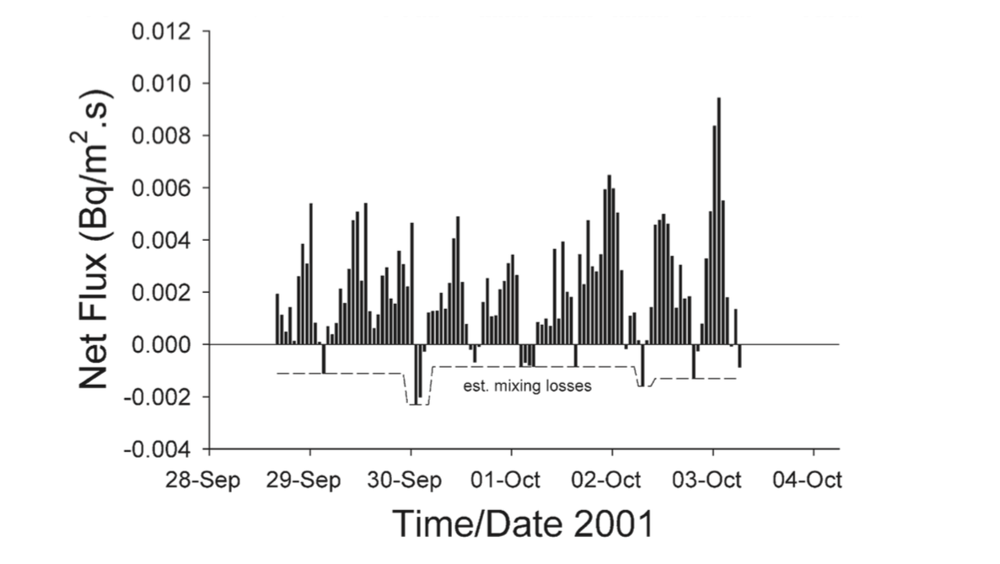 Net Flux (Bq/m².s)
0.012
0.010
0.008
0.006
0.004
0.002
0.000
-0.002
-0.004
est. mixing losses
28-Sep 29-Sep 30-Sep 01-Oct 02-Oct 03-Oct 04-Oct
Time/Date 2001